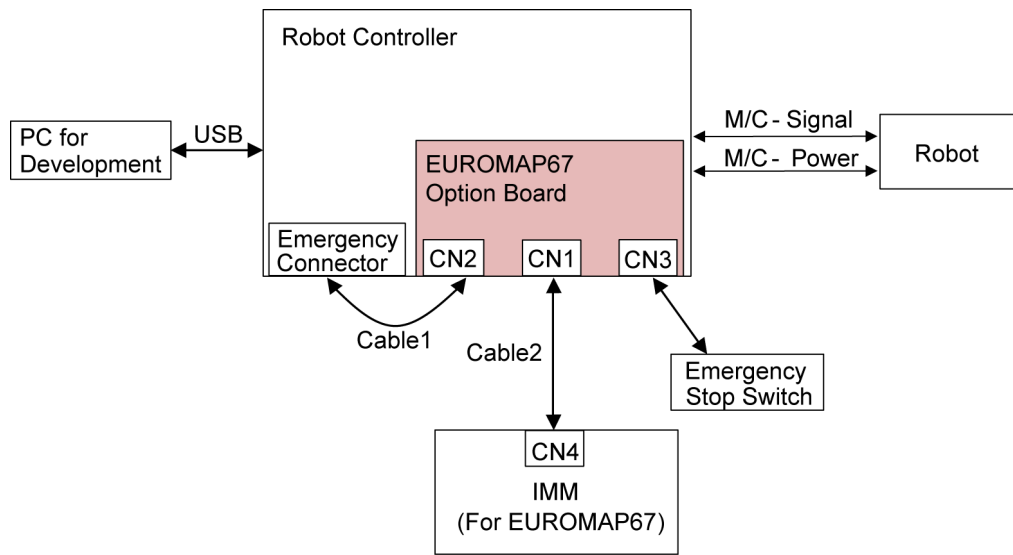 Robot Controller
PC for
Development
USB
EUROMAP67
Option Board
M/C - Signal
M/C - Power
Robot
Emergency
Connector
CN2
CN1
CN3
Cable1
Cable2
Emergency
Stop Switch
CN4
IMM
(For EUROMAP67)